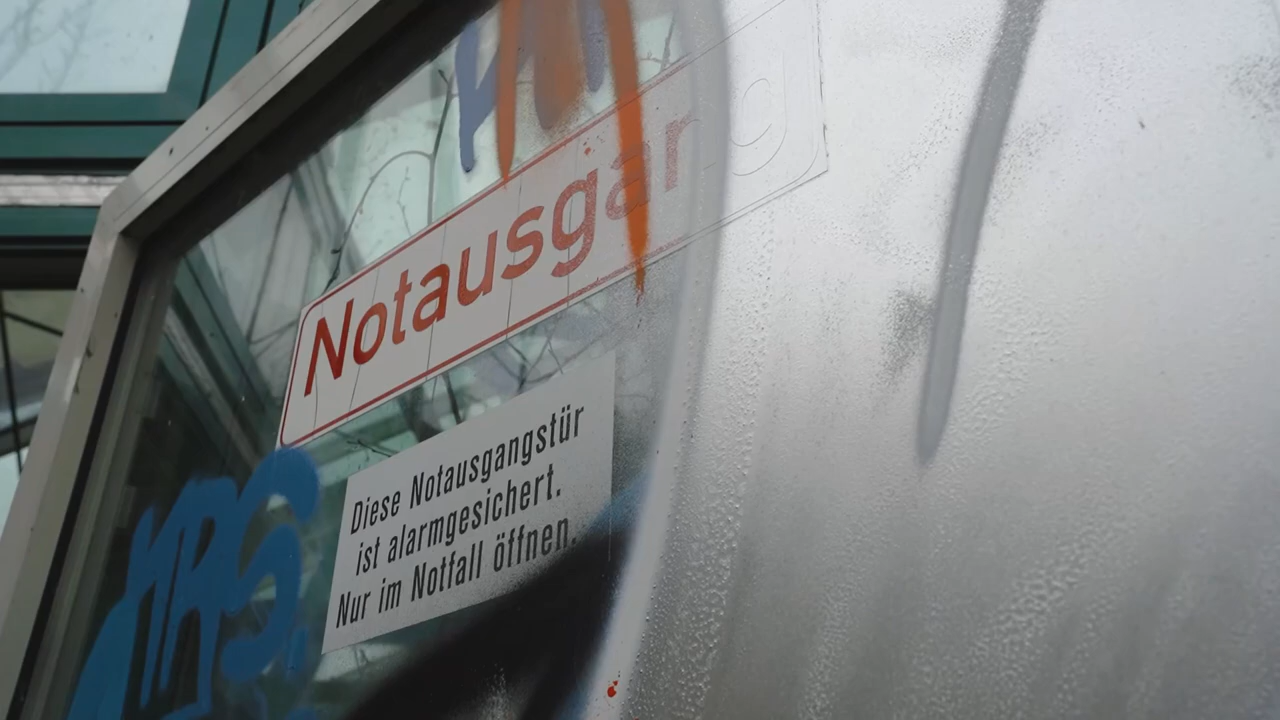 Notausgang
Diese Notausgangstür
ist alarmgesichert.
Nur im Notfall öffnen.